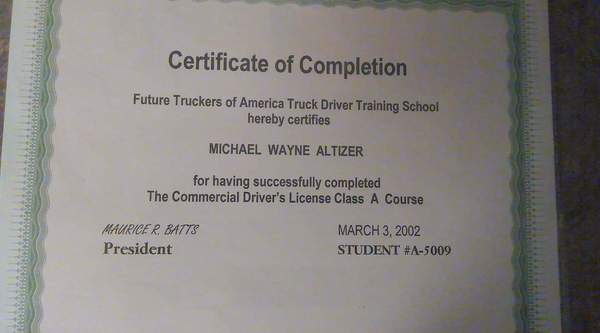 Certificate of Completion
Future Truckers of America Truck Driver Training School
hereby certifies
MICHAEL WAYNE ALTIZER
for having successfully completed
The Commercial Driver's License Class A Course
MAURICE R. BATTS MARCH 3, 2002
President STUDENT #A-5009